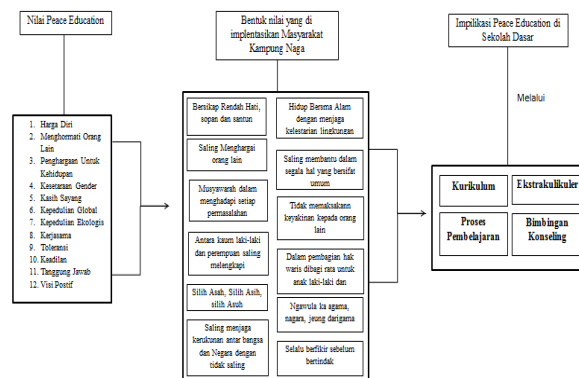 Nilai Peace Education
1. Harga Diri
2. Menghormati Orang
Lain
3. Penghargaan Untuk
Kehidupan
4. Kesetaraan Gender
5. Kasih Sayang
6. Kepedulian Global
7. Kepedulian Ekologis
8. Kerjasama
9. Toleransi
10. Keadilan
11. Tanggung Jawab
12. Visi Postif
Bentuk nilai yang di
implentasikan Masyarakat
Kampung Naga
Bersikap Rendah Hati,
sopan dan santun
Saling Menghargai
orang lain
Musyawarah dalam
menghadapi setiap
permasalahan
Antara kaum laki-laki
dan perempuan saling
melengkapi
Silih Asah, Silih Asih,
silih Asuh
Saling menjaga
kerukunan antar bangsa
dan Negara dengan
tidak saling
Hidup Bersma Alam
dengan menjaga
kelestarian lingkungan
Saling membantu dalam
segala hal yang bersifat
umum
Tidak memaksakann
keyakinan kepada orang
lain
Dalam pembagian hak
waris dibagi rata untuk
anak laki-laki dan
Ngawula ka agama,
nagara, jeung darigama
Selalu berfikir sebelum
bertindak
Impilikasi Peace Education di
Sekolah Dasar
Melalui
Kurikulum
Ekstrakulikuler
Proses
Pembelajaran
Bimbingan
Konseling